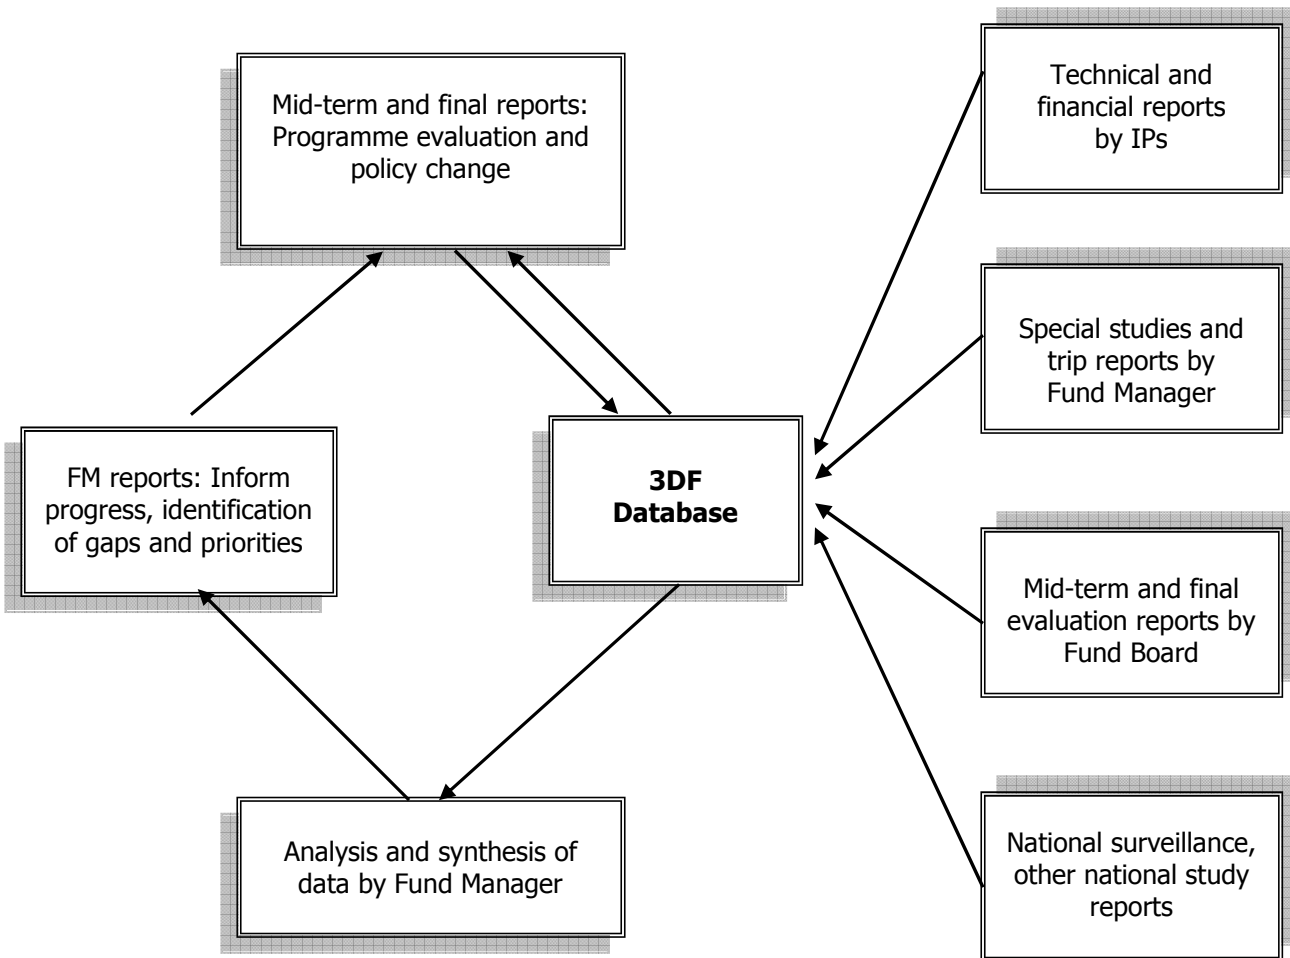 Mid-term and final reports:
Programme evaluation and
policy change
Technical and
financial reports
by IPs
Special studies and
trip reports by
Fund Manager
FM reports: Inform
progress, identification
of gaps and priorities
3DF
Database
Mid-term and final
evaluation reports by
Fund Board
Analysis and synthesis of
data by Fund Manager
National surveillance,
other national study
reports